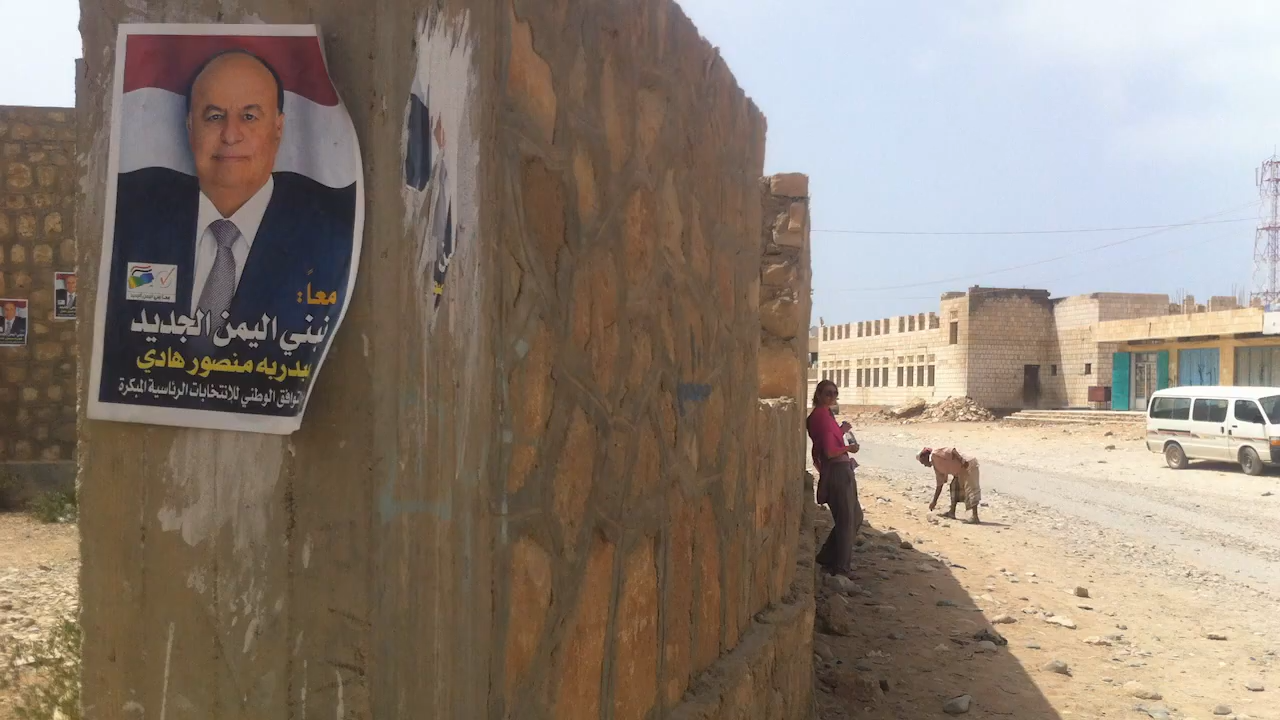 معاً:
نبني اليمن الجديد
عبدربه منصور هادي
التوافق الوطني للانتخابات الرئاسية المبكرة